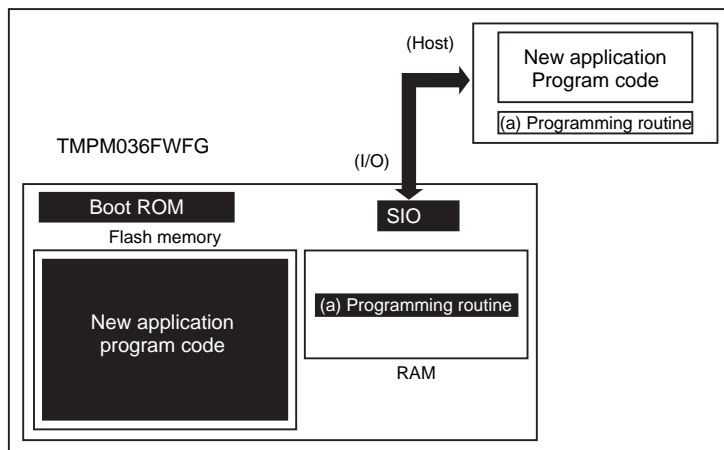 (Host)
New application
Program code
(a) Programming routine
TMPM036FWFG
(I/O)
Boot ROM
SIO
Flash memory
New application
program code
(a) Programming routine
RAM